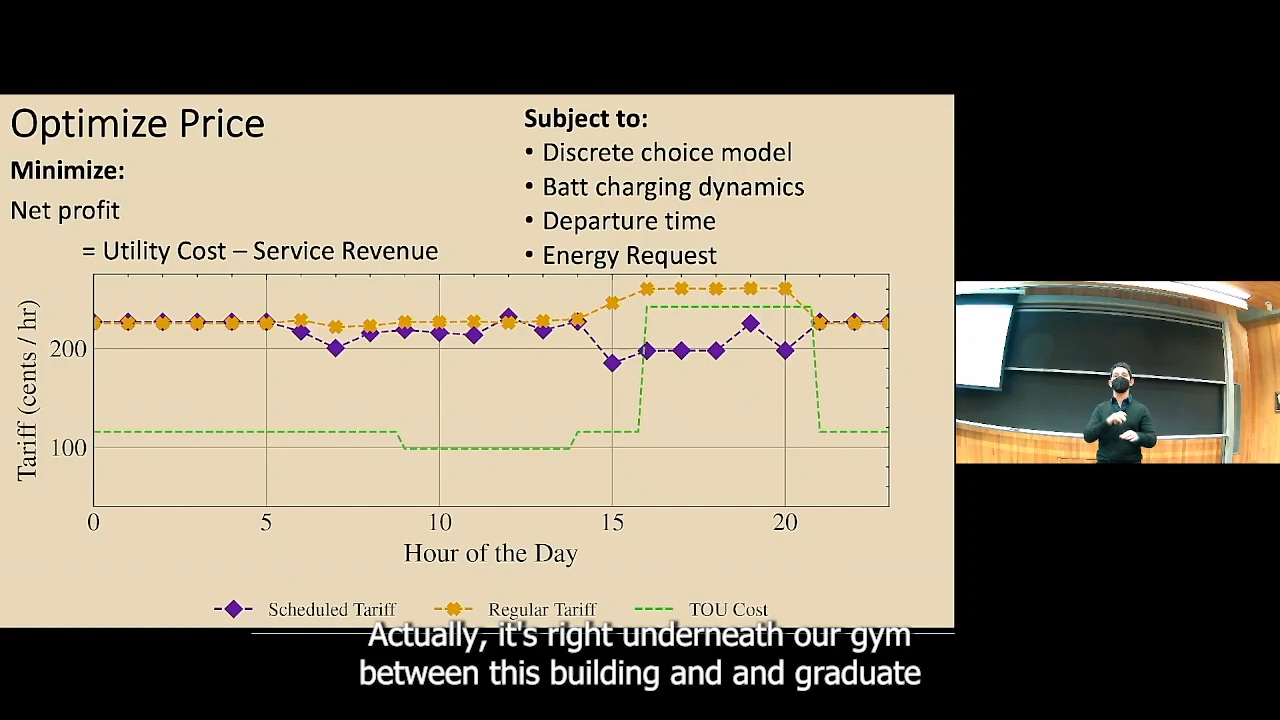 Optimize Price
Minimize:
Net profit
= Utility Cost – Service Revenue
Subject to:
• Discrete choice model
• Batt charging dynamics
• Departure time
• Energy Request
Tariff (cents / hr)
200
100
0 5 10 15 20
Hour of the Day
Scheduled Tariff Regular Tariff TOU Cost
Actually, it's right underneath our gym
between this building and and graduate